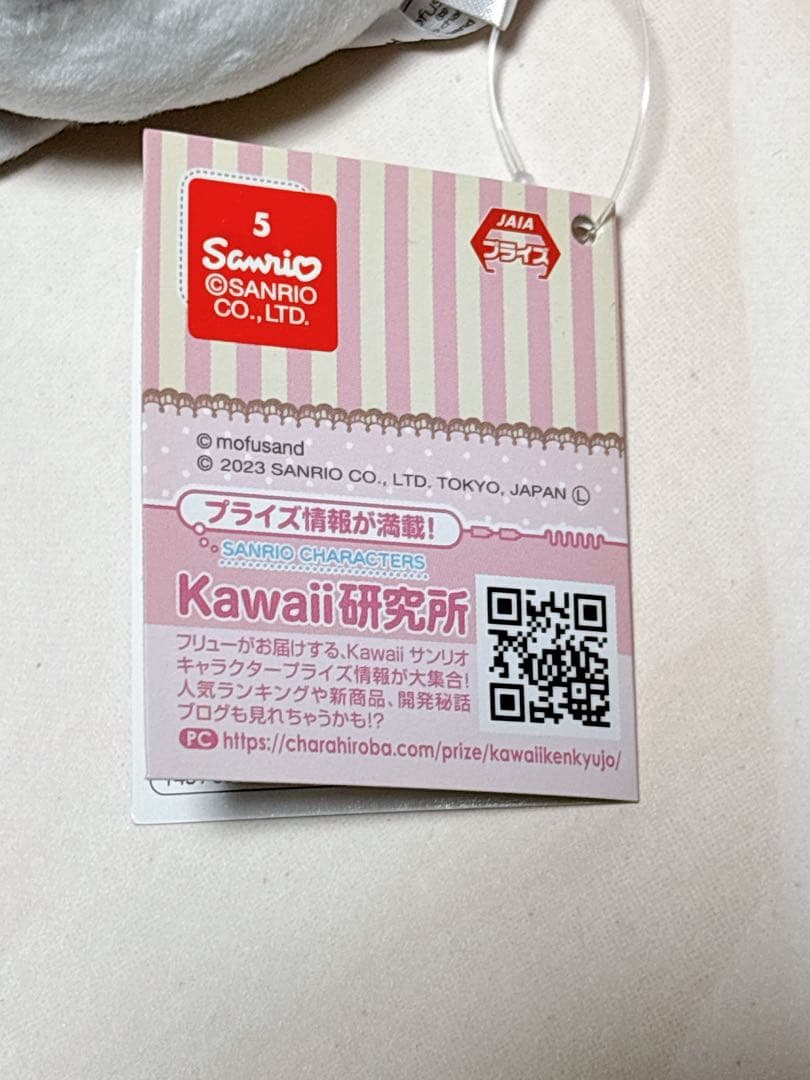 5
Sanrio
©SANRIO
CO.,LTD.
JAIA
プライズ
©mofusand
© 2023 SANRIO CO., LTD. TOKYO, JAPAN Ⓛ
プライズ情報が満載!
SANRIO CHARACTERS
Kawaii研究所
フリューがお届けする、Kawaii サンリオ
キャラクタープライズ情報が大集合!
人気ランキングや新商品、開発秘話
ブログも見れちゃうかも!?
PC https://charahiroba.com/prize/kawaiikenkyujo/